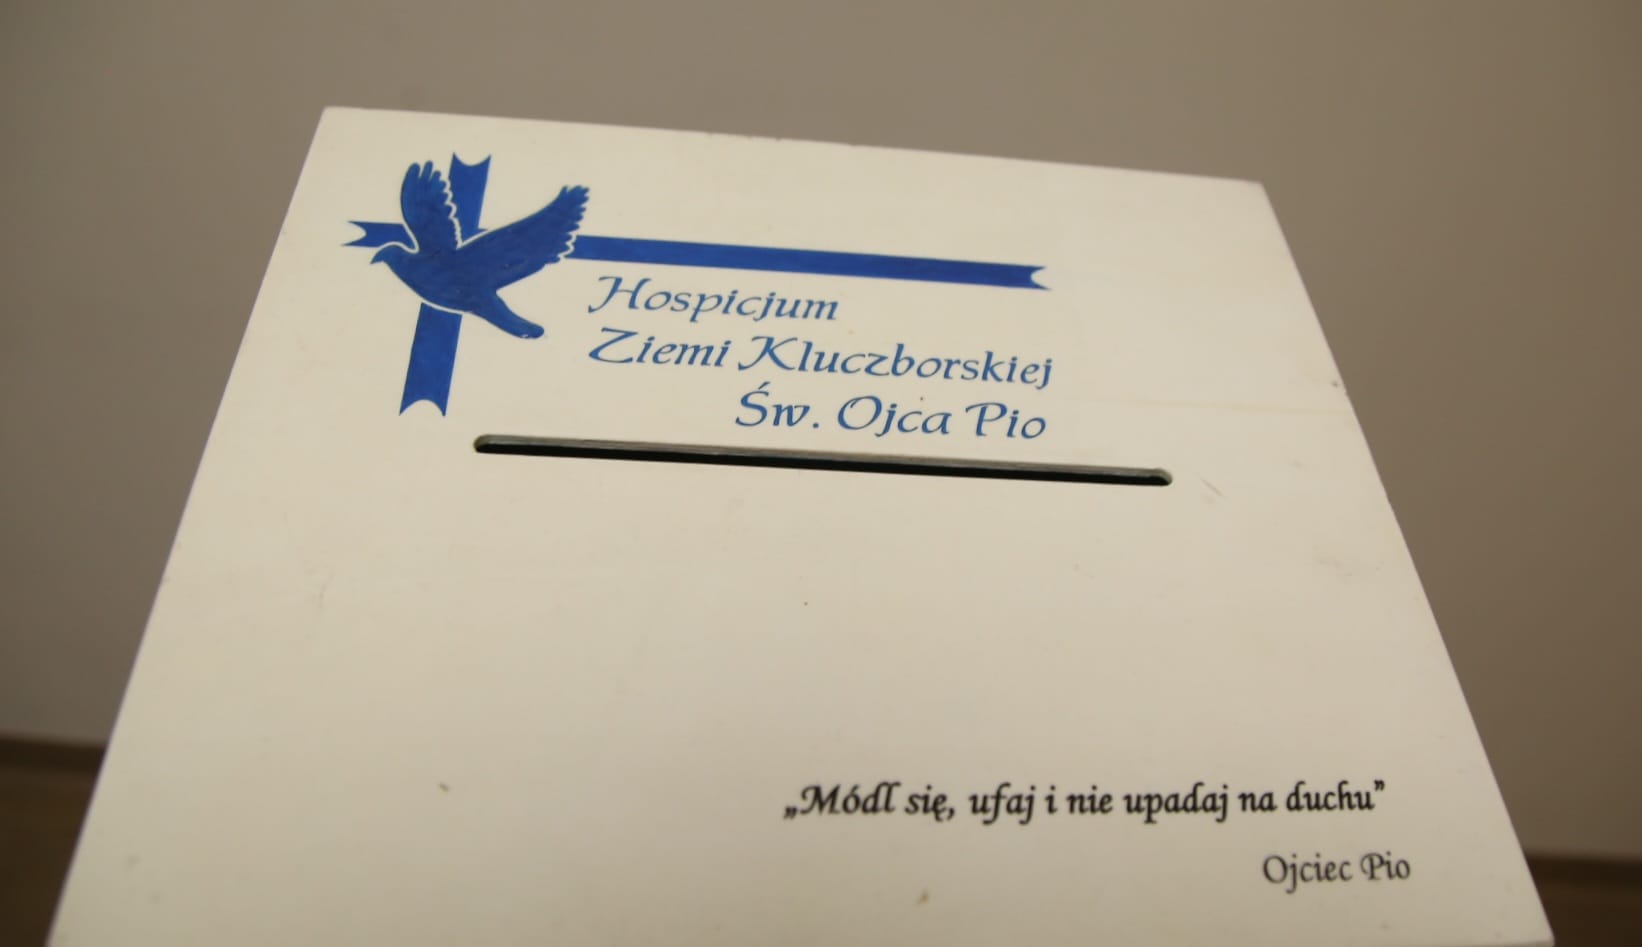 Hospicjum
Ziemi Kluczborskiej
Św. Ojca Pio
„Módl się, ufaj i nie upadaj na duchu”
Ojciec Pio